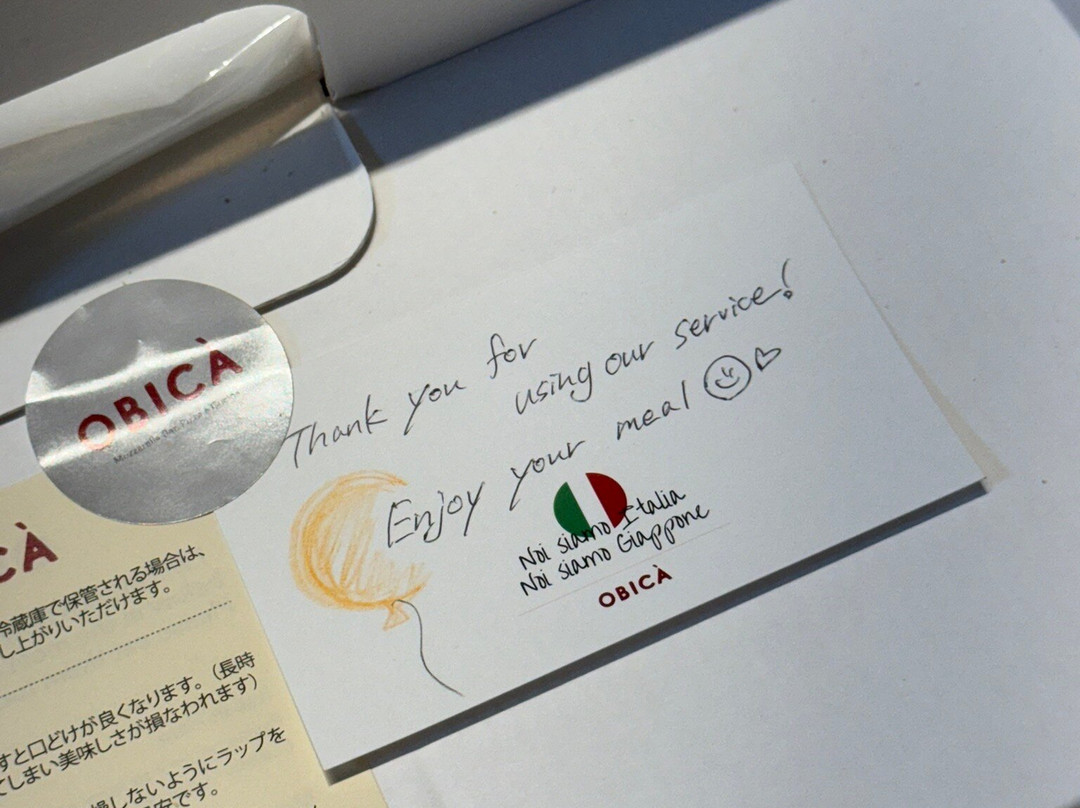 OBICÀ
Thank you for
using our service!
Enjoy your meal
Noi siamo Italia
Noi siamo Giappone
OBICÀ
CÀ
冷蔵庫で保管される場合は、
し上がりいただけます。
すと口どけが良くなります。（長時
てしまい美味しさが損なわれます）
しないようにラップを
です。